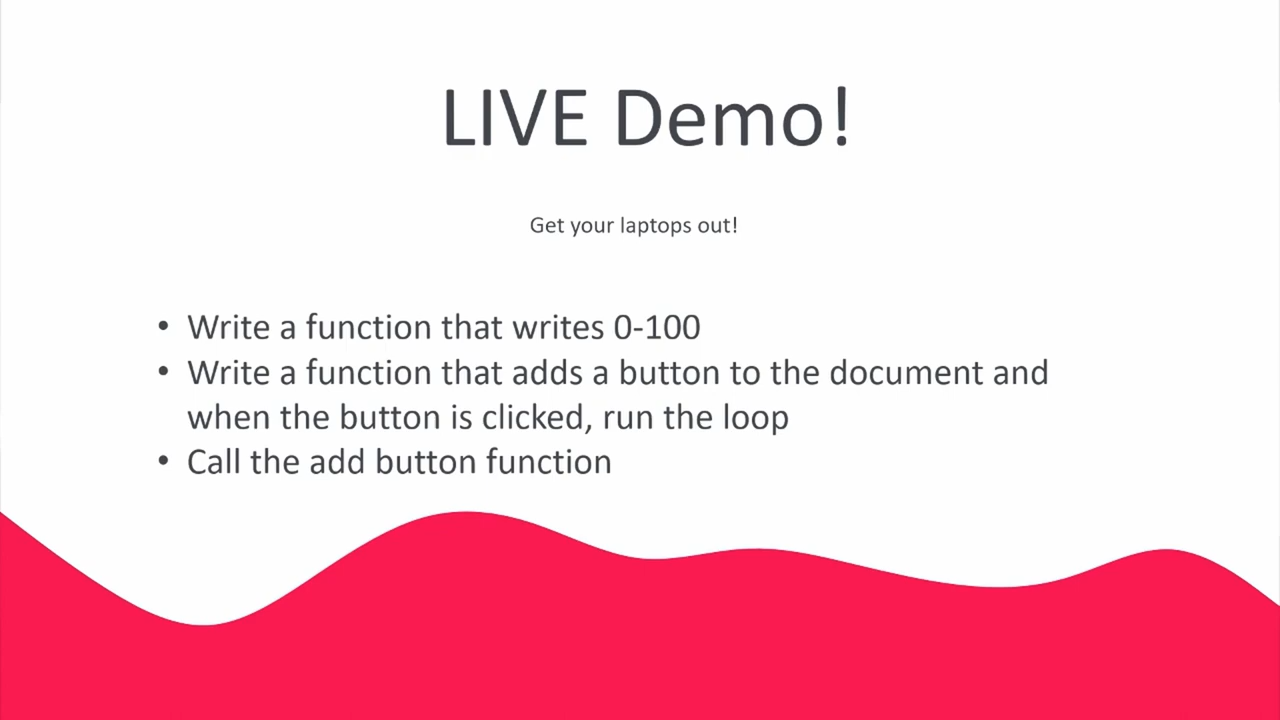 LIVE Demo!
Get your laptops out!
• Write a function that writes 0-100
• Write a function that adds a button to the document and
when the button is clicked, run the loop
• Call the add button function